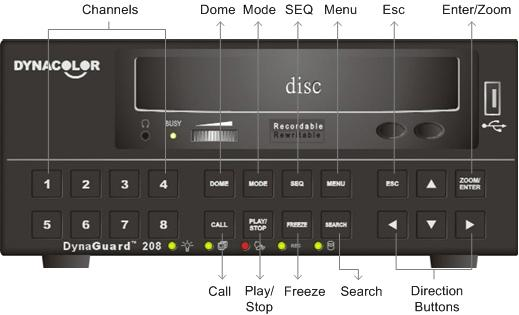 Channels Dome Mode SEQ Menu Esc Enter/Zoom
DYNACOLOR
disc
BUSY
Recordable
Rewritable
1 2 3 4 DOME MODE SEQ MENU ESC ZOOM/
ENTER
5 6 7 8 CALL PLAY/
STOP FREEZE SEARCH
DynaGuard™ 208 REC
Call Play/
Stop Freeze Search Direction
Buttons